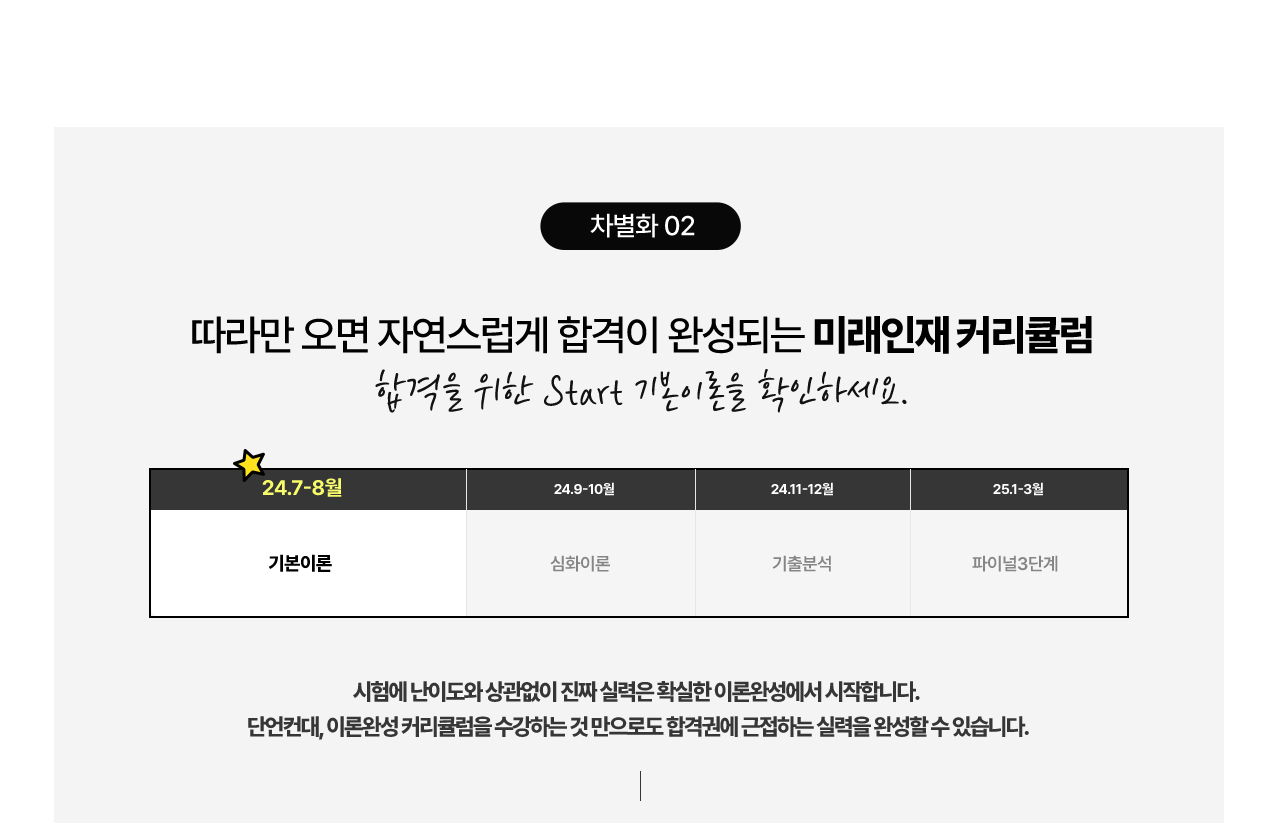 차별화 02
따라만 오면 자연스럽게 합격이 완성되는 미래인재 커리큘럼
합격을 위한 Start 기본이론을 확인하세요.
24.7-8월 24.9-10월 24.11-12월 25.1-3월
기본이론 심화이론 기출분석 파이널3단계
시험에 난이도와 상관없이 진짜 실력은 확실한 이론완성에서 시작합니다.
단언컨대, 이론완성 커리큘럼을 수강하는 것 만으로도 합격권에 근접하는 실력을 완성할 수 있습니다.